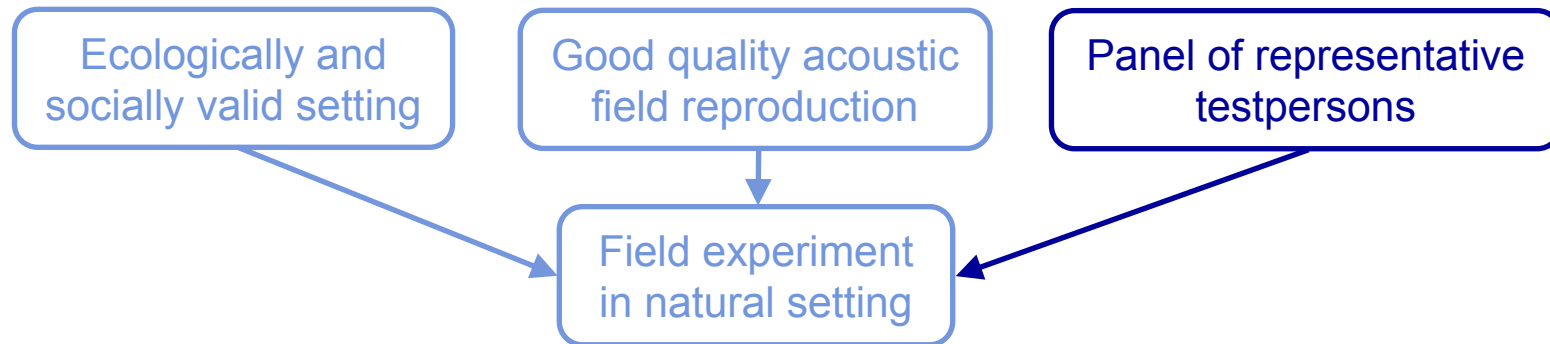 Ecologically and
socially valid setting
Good quality acoustic
field reproduction
Panel of representative
testpersons
Field experiment
in natural setting